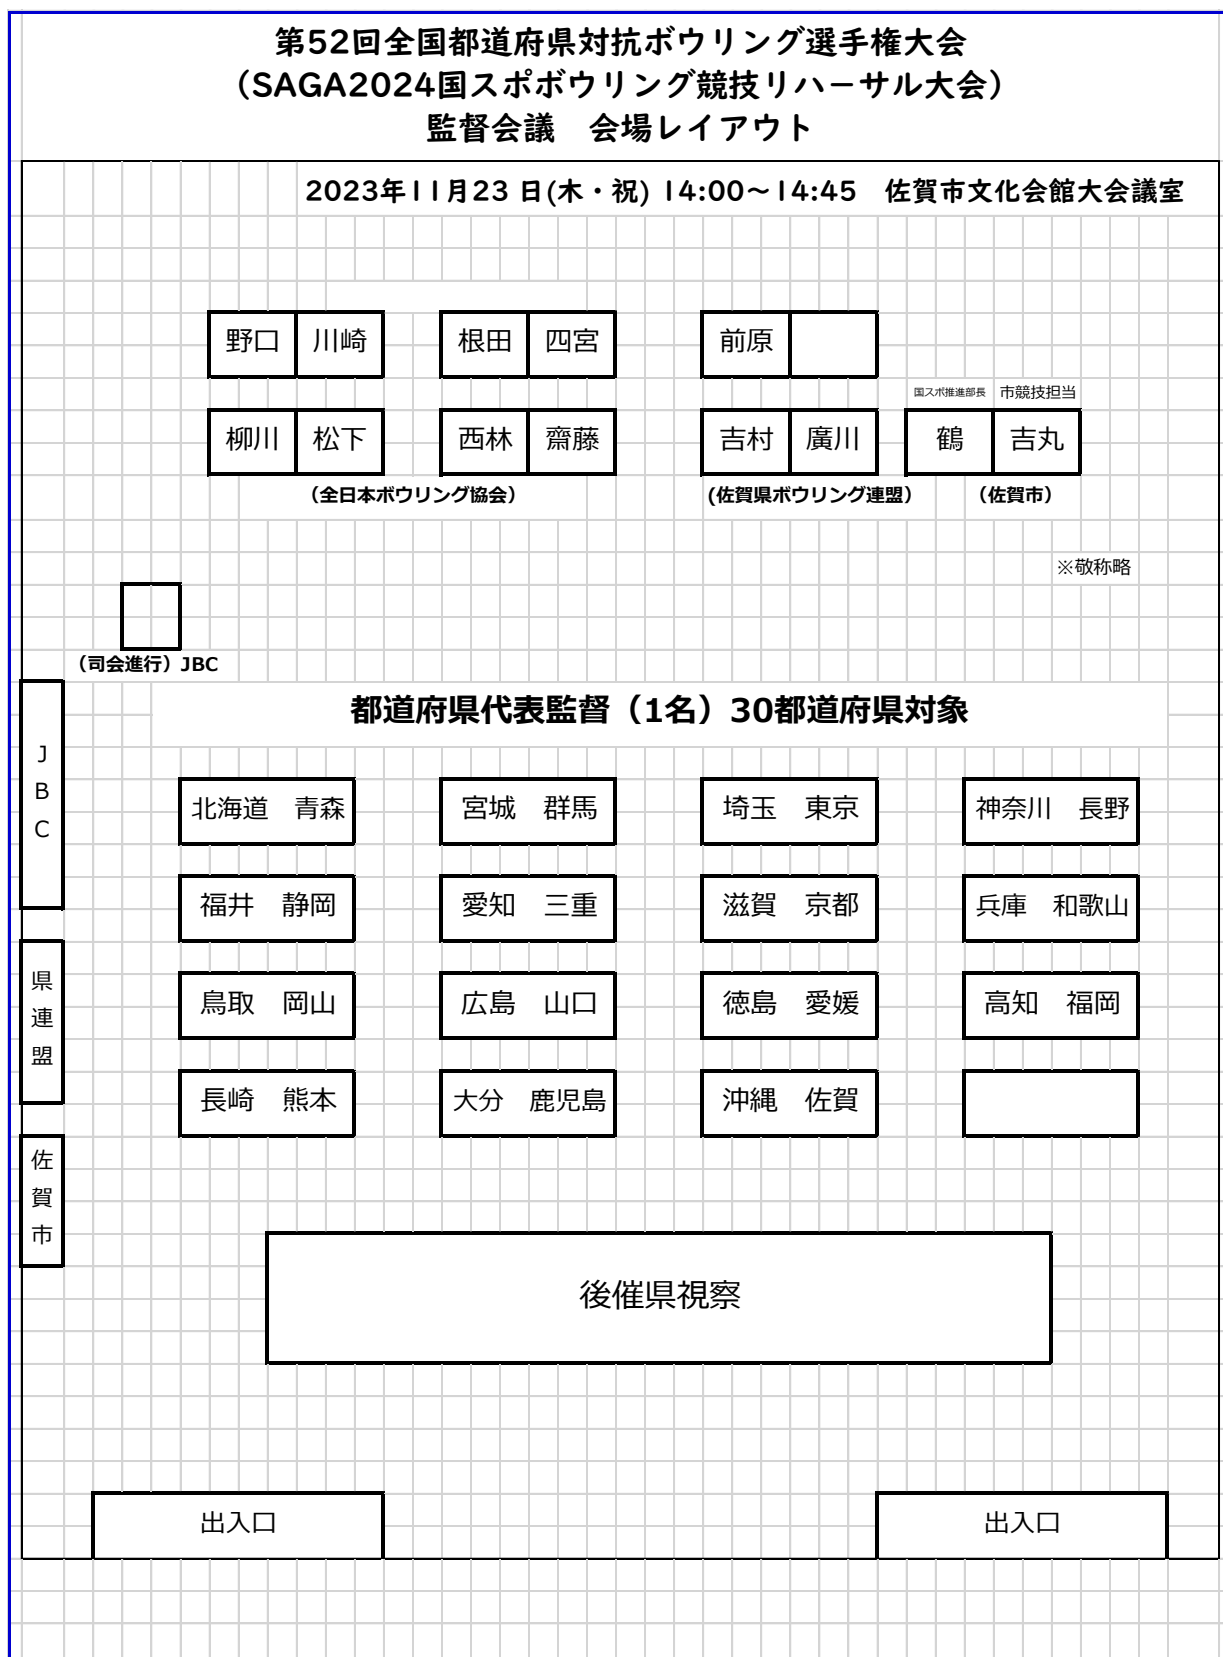 第52回全国都道府県対抗ボウリング選手権大会
（SAGA2024国スポボウリング競技リハーサル大会）
監督会議　会場レイアウト
2023年11月23日(木・祝) 14:00～14:45　佐賀市文化会館大会議室
野口 川崎 根田 四宮 前原
国スポ推進部長 市競技担当
柳川 松下 西林 齋藤 吉村 廣川 鶴 吉丸
（全日本ボウリング協会） (佐賀県ボウリング連盟） （佐賀市）
※敬称略
（司会進行）JBC
都道府県代表監督（1名）30都道府県対象
JBC
北海道　青森 宮城　群馬 埼玉　東京 神奈川　長野
福井　静岡 愛知　三重 滋賀　京都 兵庫　和歌山
県連盟
鳥取　岡山 広島　山口 徳島　愛媛 高知　福岡
長崎　熊本 大分　鹿児島 沖縄　佐賀
佐賀市
後催県視察
出入口 出入口